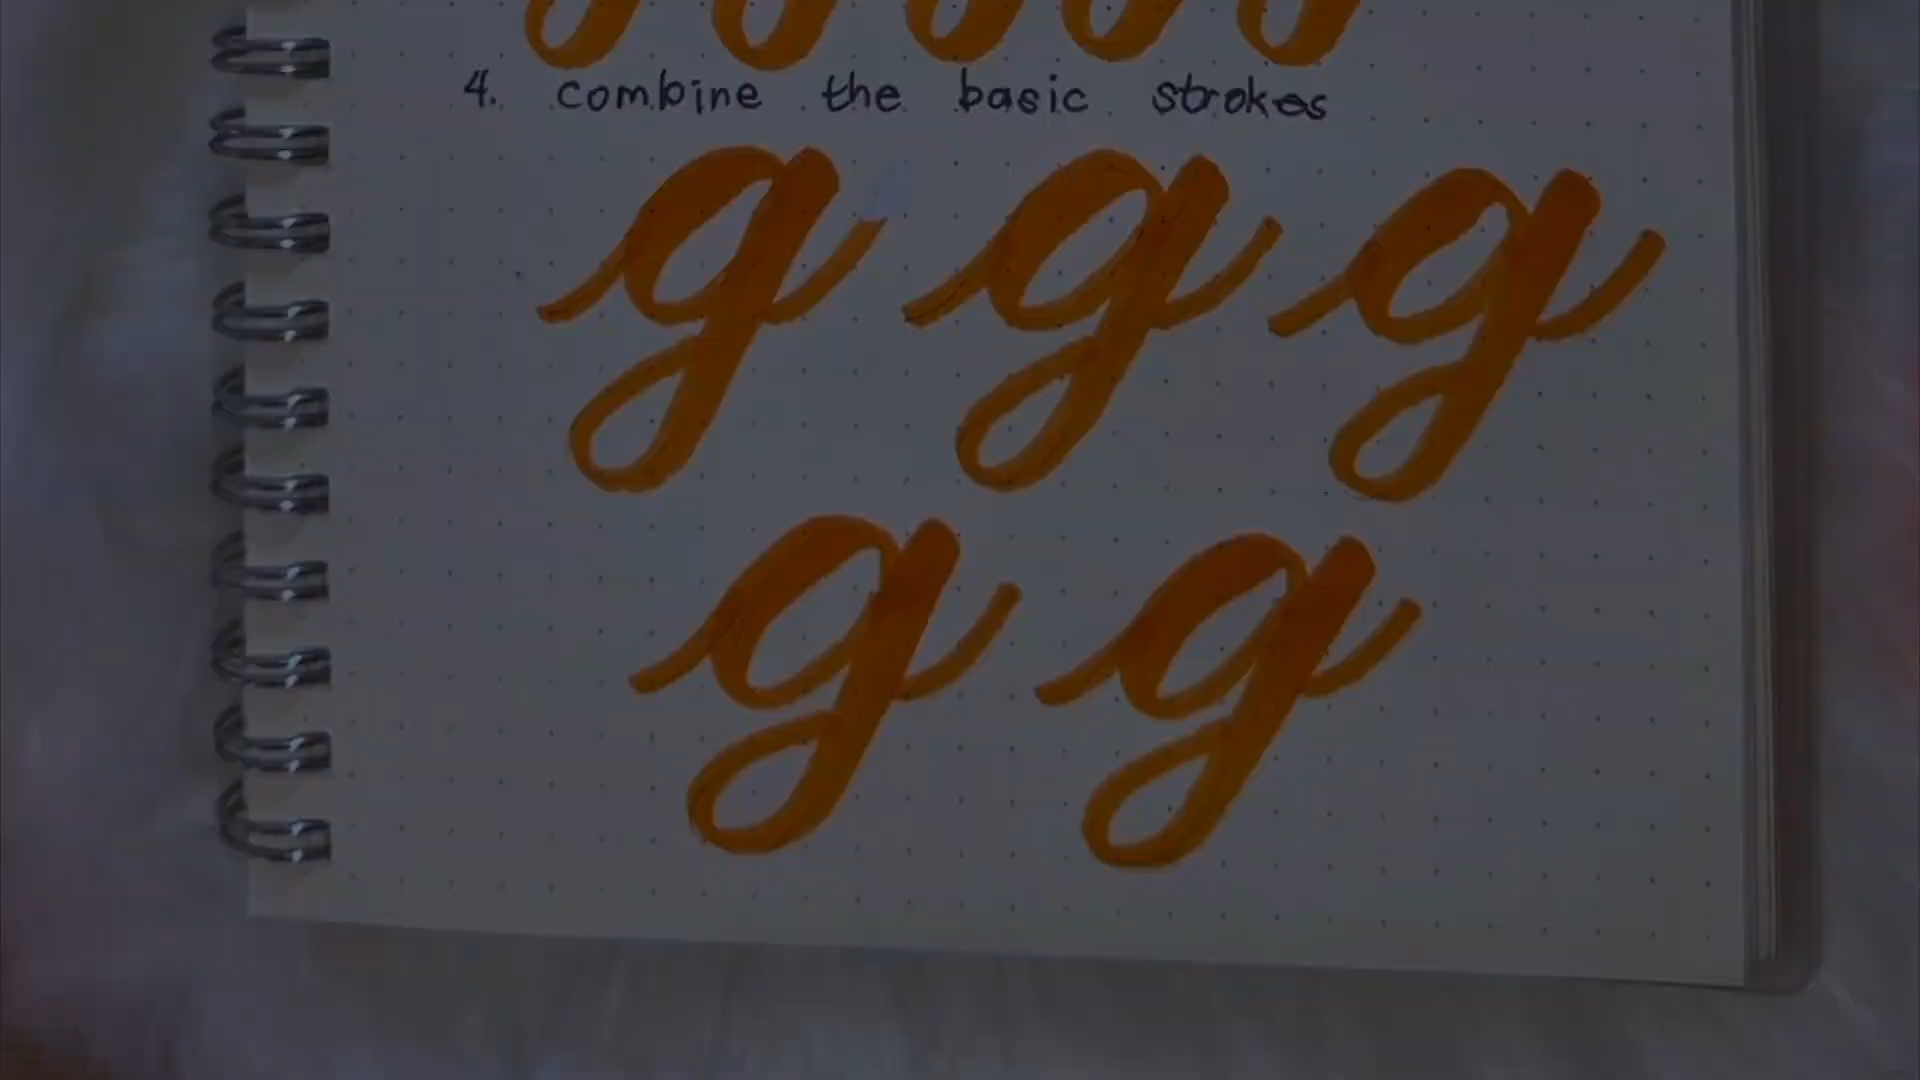 4. combine the basic strokes
g g g
g g